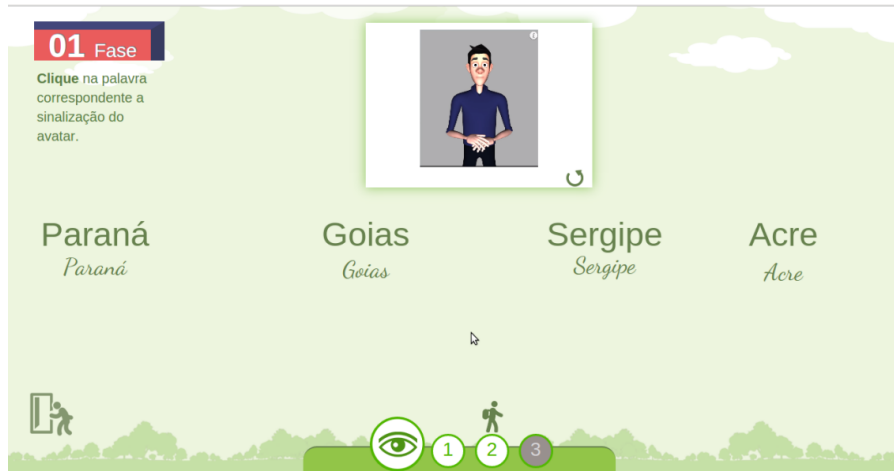 01 Fase
Clique na palavra
correspondente a
sinalização do
avatar.
Paraná
Goias
Sergipe
Acre
Paraná
Goias
Sergipe
Acre
1
2
3